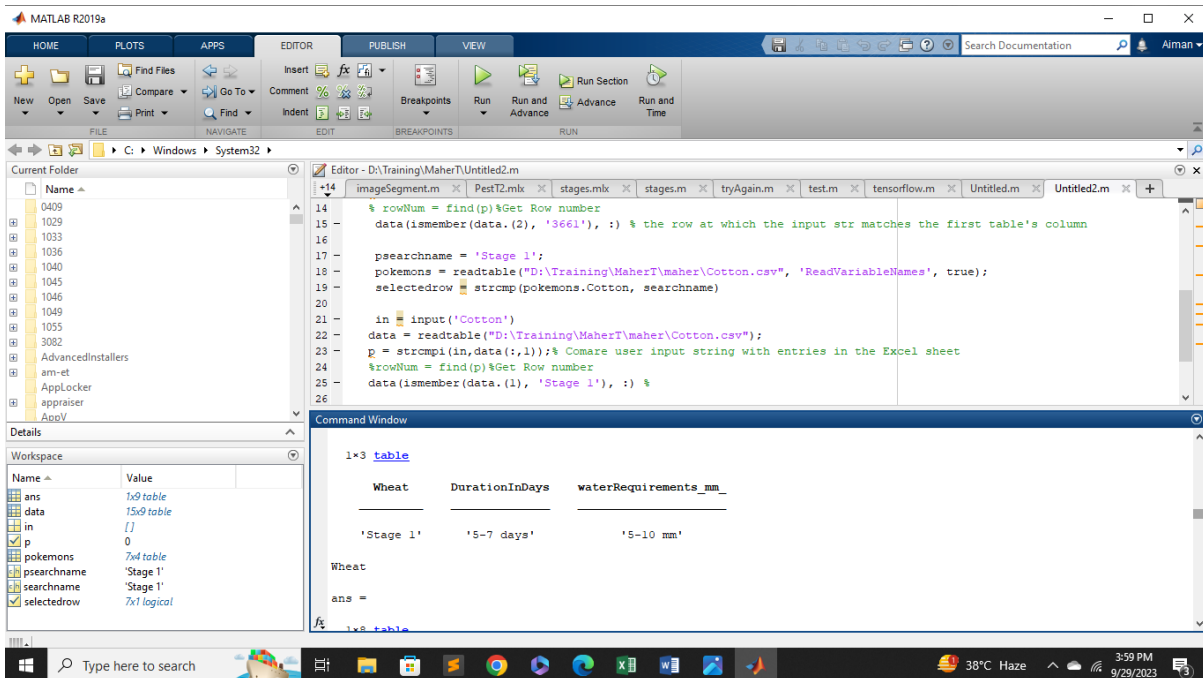 MATLAB R2019a
HOME PLOTS APPS EDITOR PUBLISH VIEW Search Documentation Aiman
New Open Save Find Files Compare Print Go To Find Insert fx Comment Indent Breakpoints Run Run and Advance Run Section Advance Run and Time
FILE NAVIGATE EDIT BREAKPOINTS RUN
C: Windows System32
Current Folder
Name
0409
1029
1033
1036
1040
1045
1046
1049
1055
3082
AdvancedInstallers
am-et
AppLocker
appraiser
AppV
Details
Workspace
Name Value
ans 1x9 table
data 15x9 table
in []
p 0
pokemons 7x4 table
psearchname 'Stage 1'
searchname 'Stage 1'
selectedrow 7x1 logical
Editor - D:\Training\MaherT\Untitled2.m
+14 imageSegment.m PestT2.mlx stages.mlx stages.m tryAgain.m test.m tensorflow.m Untitled.m Untitled2.m +
14 % rowNum = find(p)%Get Row number
15 – data(ismember(data.(2), '3661'), :) % the row at which the input str matches the first table's column
16
17 – psearchname = 'Stage 1';
18 – pokemons = readtable("D:\Training\MaherT\maher\Cotton.csv", 'ReadVariableNames', true);
19 – selectedrow = strcmp(pokemons.Cotton, searchname)
20
21 – in = input('Cotton')
22 – data = readtable("D:\Training\MaherT\maher\Cotton.csv");
23 – p = strcmpi(in,data(:,1));% Comare user input string with entries in the Excel sheet
24 %rowNum = find(p)%Get Row number
25 – data(ismember(data.(1), 'Stage 1'), :) %
26
Command Window
1×3 table
Wheat DurationInDays waterRequirements_mm_
'Stage 1' '5-7 days' '5-10 mm'
Wheat
ans =
fx 1×8 table
Type here to search 38°C Haze 3:59 PM
9/29/2023 3